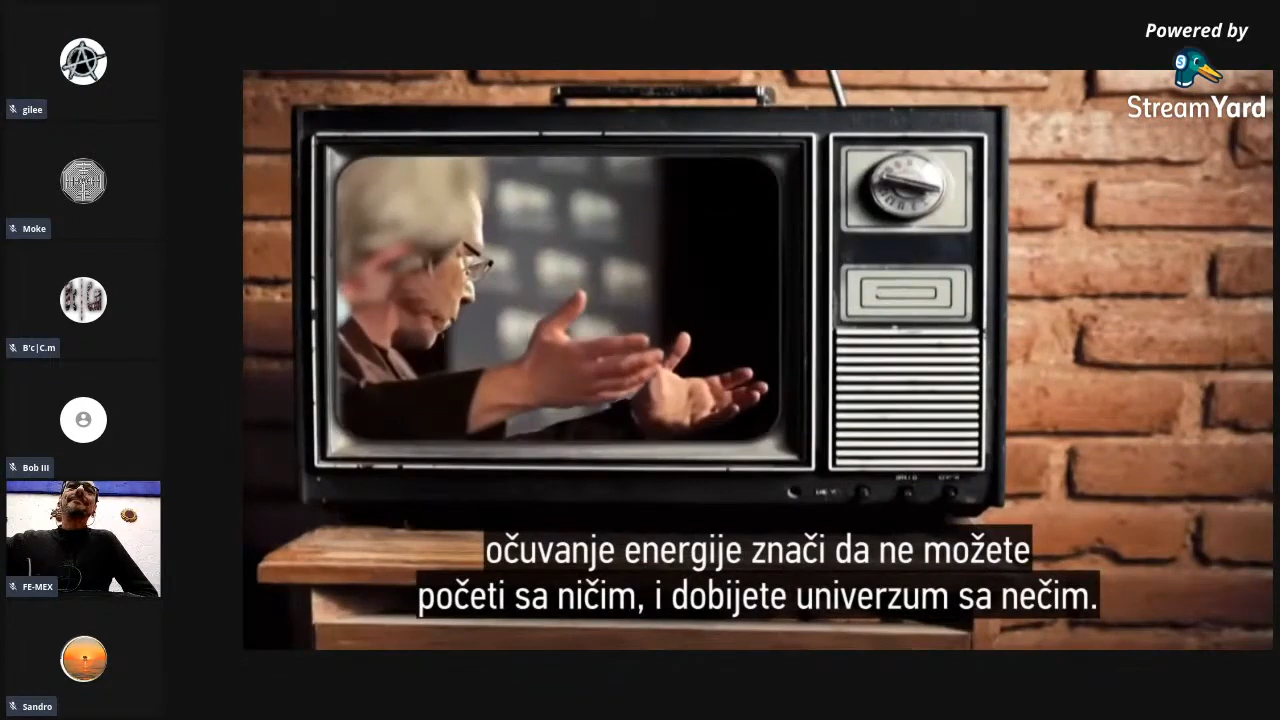 Powered by
StreamYard
gilee
Moke
B'c|C.m
Bob III
FE-MEX
Sandro
očuvanje energije znači da ne možete
početi sa ničim, i dobijete univerzum sa nečim.